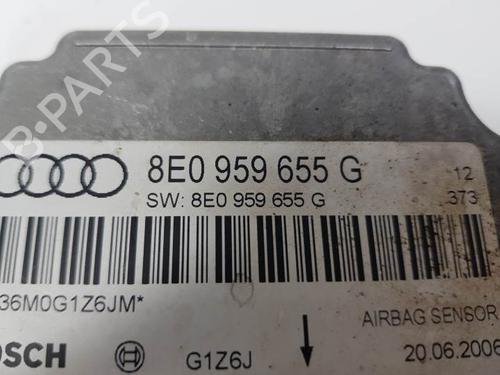 8E0 959 655 G
12
SW: 8E0 959 655 G
373
36M0G1Z6JM*
AIRBAG SENSOR
OSCH
G1Z6J
20.06.2006
B-PARTS